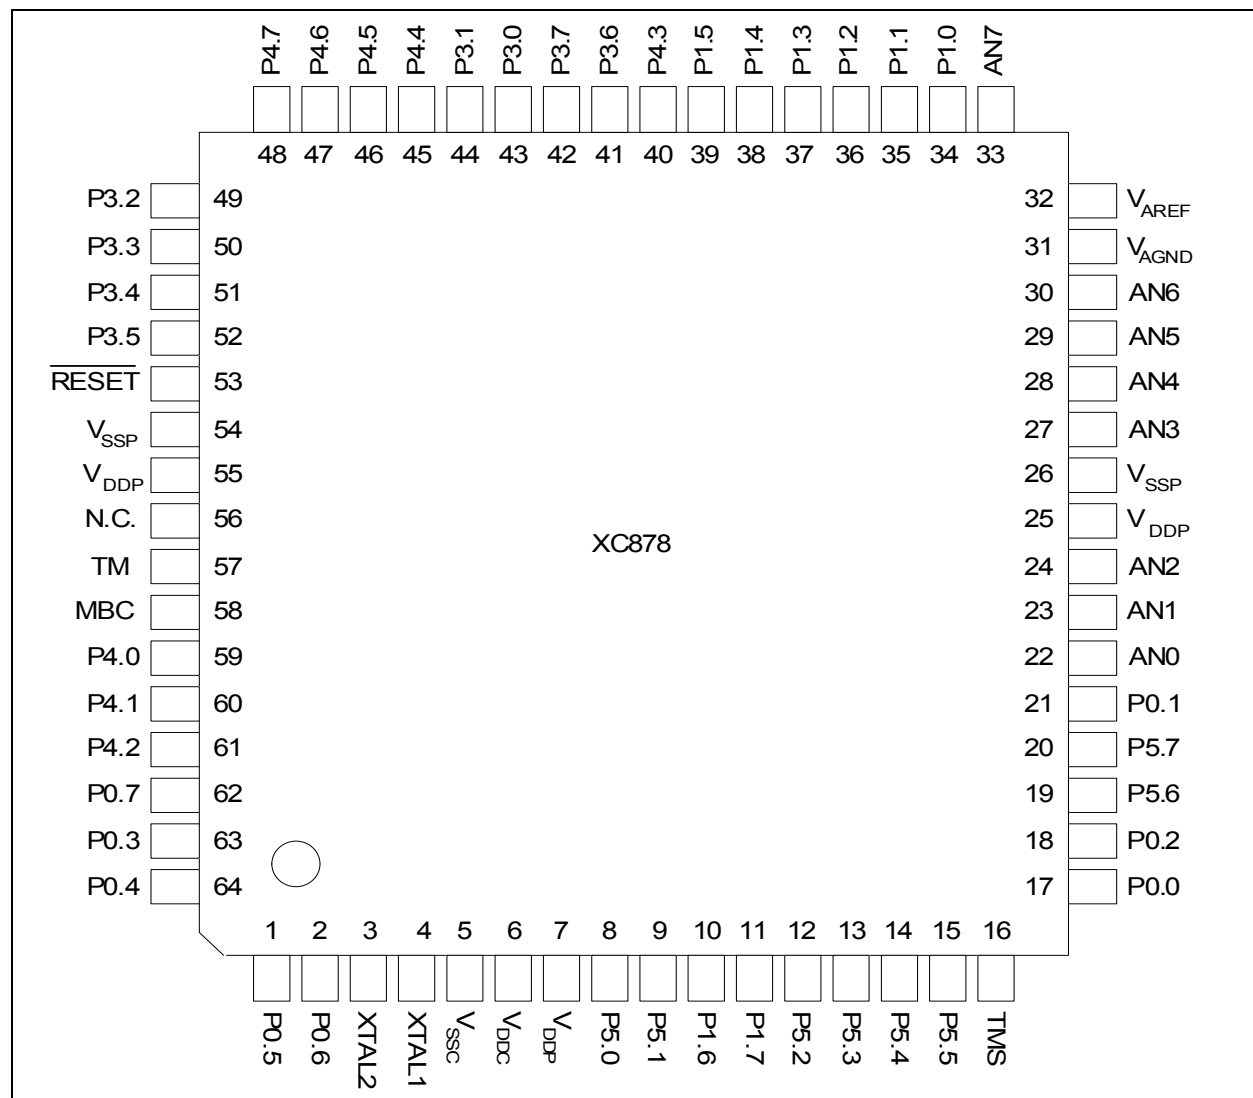 P4.7 P4.6 P4.5 P4.4 P3.1 P3.0 P3.7 P3.6 P4.3 P1.5 P1.4 P1.3 P1.2 P1.1 P1.0 AN7
48 47 46 45 44 43 42 41 40 39 38 37 36 35 34 33
P3.2 49 32 VAREF
P3.3 50 31 VAGND
P3.4 51 30 AN6
P3.5 52 29 AN5
RESET 53 28 AN4
VSSP 54 27 AN3
VDDP 55 26 VSSP
N.C. 56 25 VDDP
XC878
TM 57 24 AN2
MBC 58 23 AN1
P4.0 59 22 AN0
P4.1 60 21 P0.1
P4.2 61 20 P5.7
P0.7 62 19 P5.6
P0.3 63 18 P0.2
P0.4 64 17 P0.0
1 2 3 4 5 6 7 8 9 10 11 12 13 14 15 16
P0.5 P0.6 XTAL2 XTAL1 VSSC VDDC VDDP P5.0 P5.1 P1.6 P1.7 P5.2 P5.3 P5.4 P5.5 TMS